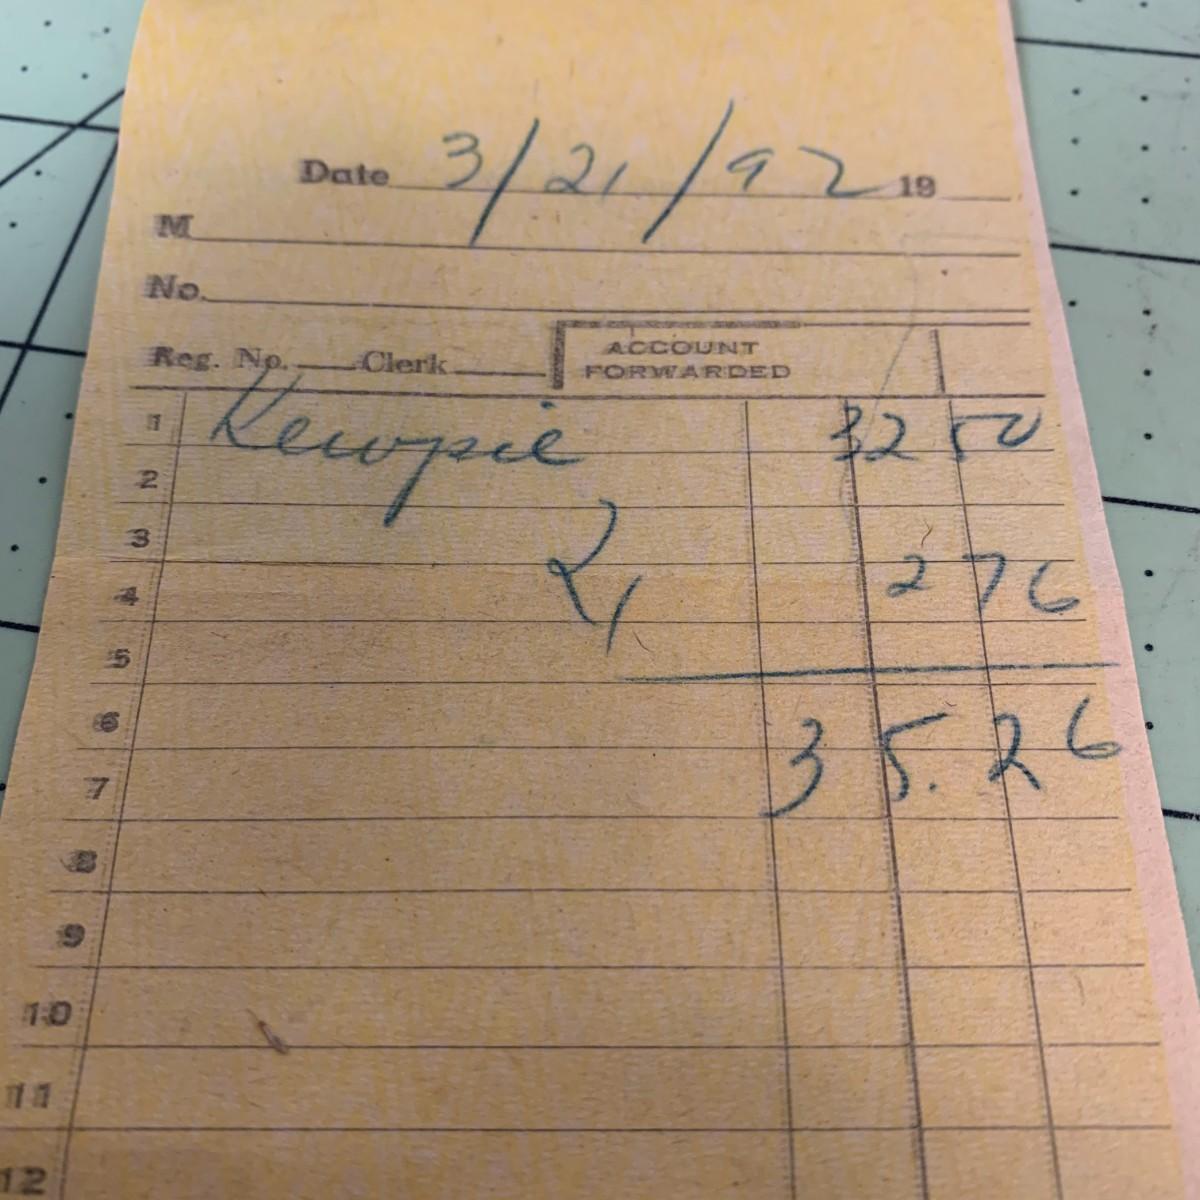 Date 3/21/92 19
M
No.
Reg. No. Clerk ACCOUNT FORWARDED
1 Kewpie 32 50
2
3
4 2 76
5
6 35.26
7
8
9
10
11
12